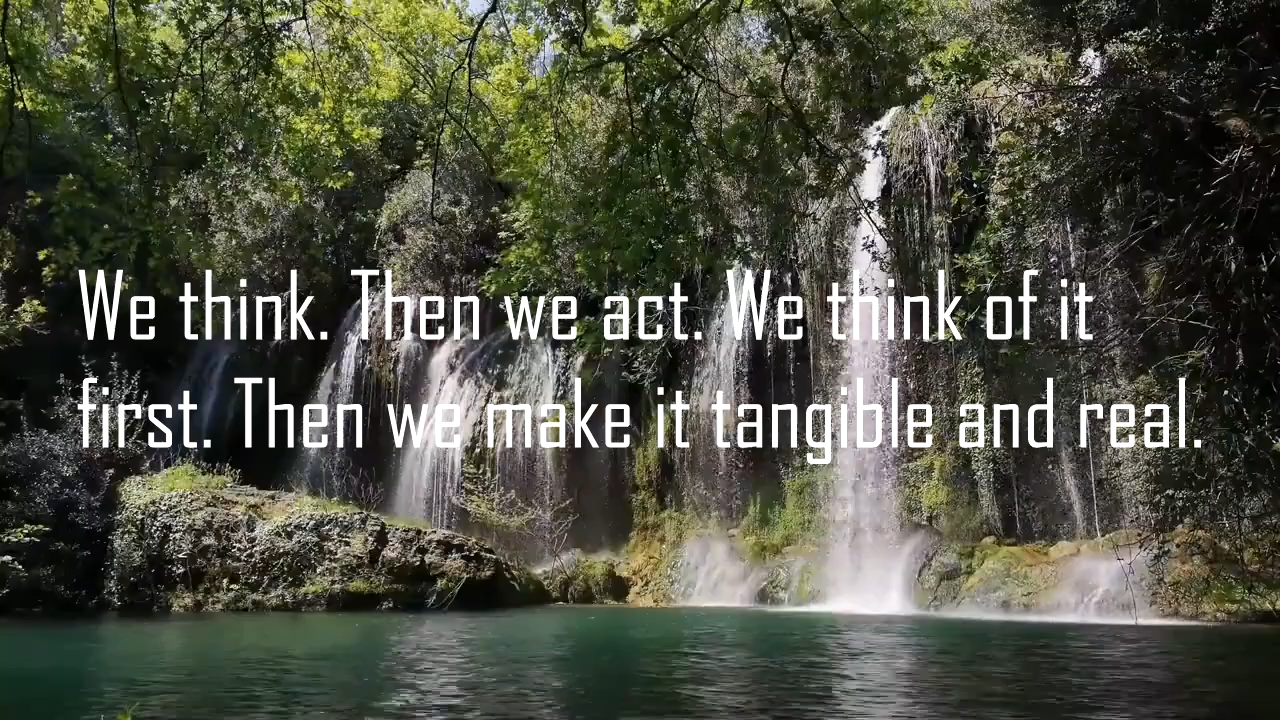 We think. Then we act. We think of it
first. Then we make it tangible and real.